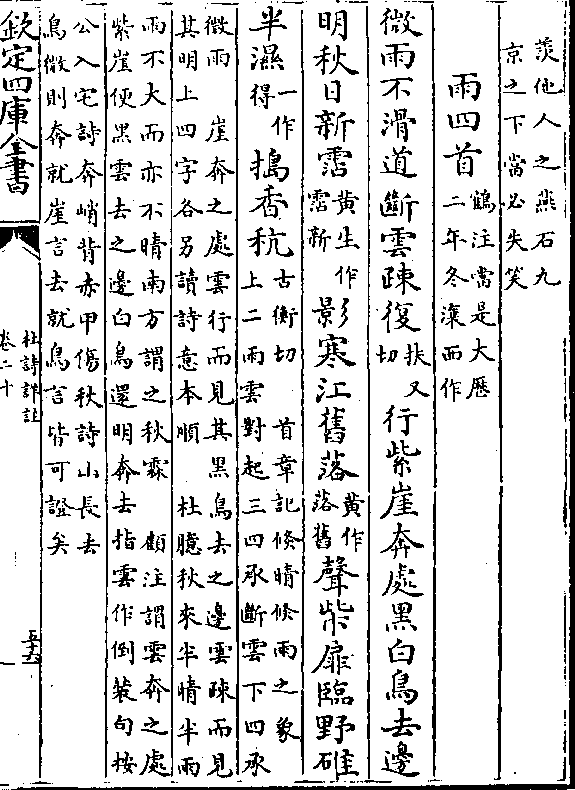 羨他人之燕石九
京之下當必失笑
雨四首鶴注當是大厯
二年冬瀼西作
微雨不滑道斷雲疎復扶又
切行紫崖奔處黑白鳥去邊
明秋日新霑黃生作
霑新影寒江舊落黃作
落舊聲柴扉臨野碓
半濕一作
得擣香秔古衡切 首章記倐晴倐雨之象
上二雨雲對起三四承斷雲下四承
微雨 崖奔之處雲行而見其黑鳥去之邊雲疎而見
其明上四字各另讀詩意本順 杜臆秋來半晴半雨
雨不大而亦不晴南方謂之秋霖 顧注謂雲奔之處
紫崖便黑雲去之邊白鳥還明奔去指雲作倒裝句按
公入宅詩奔峭背赤甲傷秋詩山長去
鳥微則奔就崖言去就鳥言皆可證矣
欽定四庫全書
杜詩詳註
卷二十